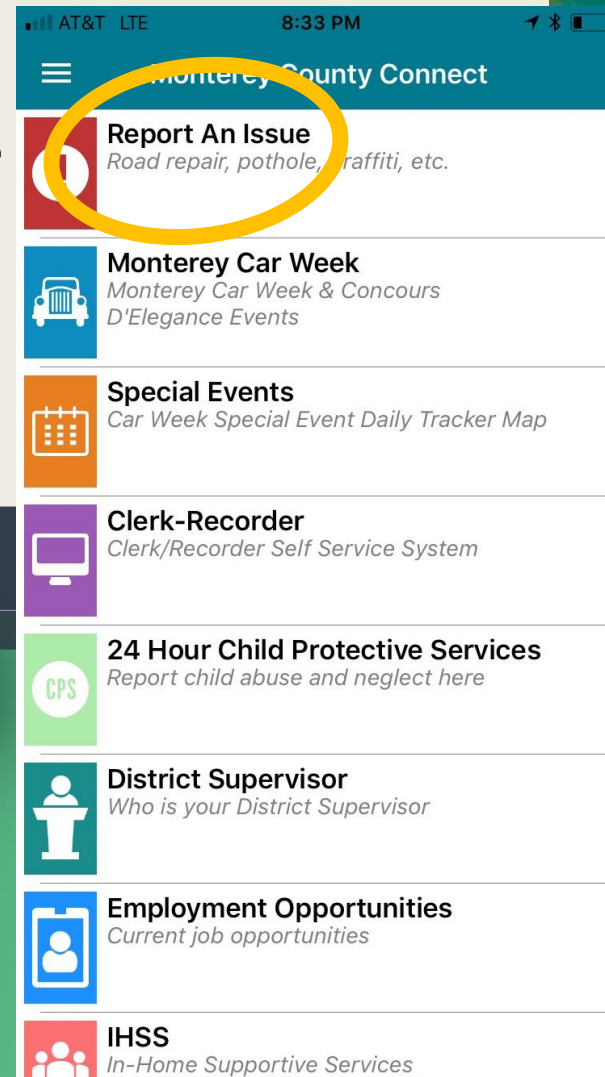 AT&T LTE 8:33 PM
Monterey County Connect
Report An Issue
Road repair, pothole, graffiti, etc.
Monterey Car Week
Monterey Car Week & Concours
D'Elegance Events
Special Events
Car Week Special Event Daily Tracker Map
Clerk-Recorder
Clerk/Recorder Self Service System
24 Hour Child Protective Services
CPS
Report child abuse and neglect here
District Supervisor
Who is your District Supervisor
Employment Opportunities
Current job opportunities
IHSS
In-Home Supportive Services